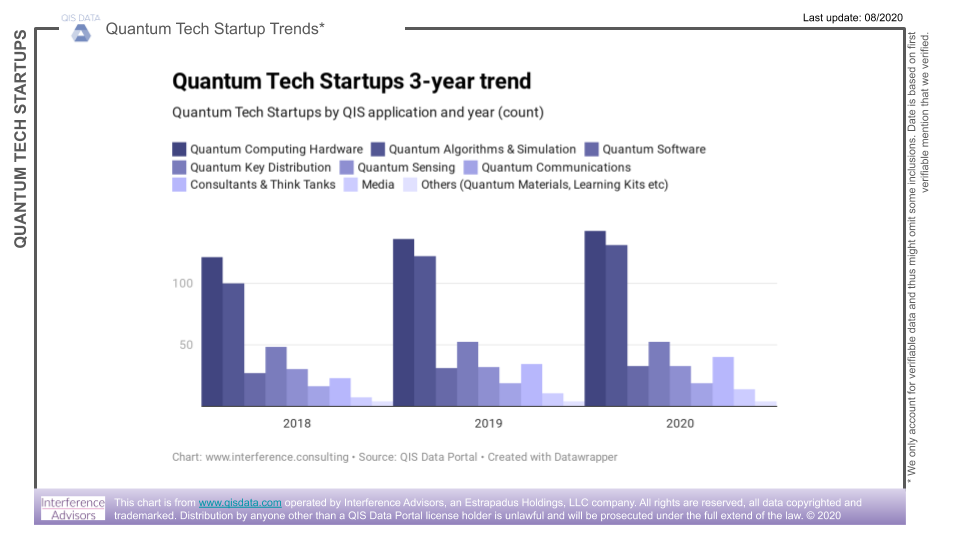 QIS DATA
Quantum Tech Startup Trends*
Last update: 08/2020
QUANTUM TECH STARTUPS
Quantum Tech Startups 3-year trend
Quantum Tech Startups by QIS application and year (count)
Quantum Computing Hardware Quantum Algorithms & Simulation Quantum Software
Quantum Key Distribution Quantum Sensing Quantum Communications
Consultants & Think Tanks Media Others (Quantum Materials, Learning Kits etc)
100
50
2018 2019 2020
Chart: www.interference.consulting • Source: QIS Data Portal • Created with Datawrapper
* We only account for verifiable data and thus might omit some inclusions. Date is based on first
verifiable mention that we verified.
Interference
Advisors
This chart is from www.qisdata.com operated by Interference Advisors, an Estrapadus Holdings, LLC company. All rights are reserved, all data copyrighted and
trademarked. Distribution by anyone other than a QIS Data Portal license holder is unlawful and will be prosecuted under the full extend of the law. © 2020